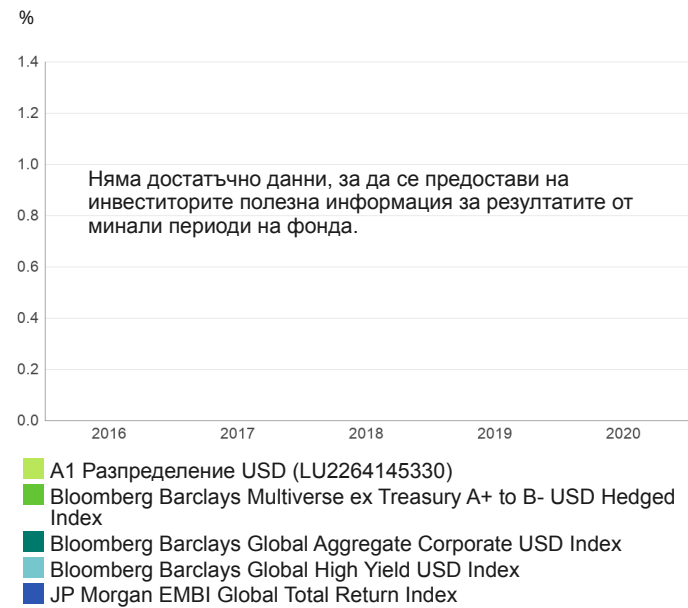 %
1.4
1.2
1.0
Няма достатъчно данни, за да се предостави на
инвеститорите полезна информация за резултатите от
0.8
минали периоди на фонда.
0.6
0.4
0.2
0.0
2016 2017 2018 2019 2020
A1 Разпределение USD (LU2264145330)
Bloomberg Barclays Multiverse ex Treasury A+ to B- USD Hedged
Index
Bloomberg Barclays Global Aggregate Corporate USD Index
Bloomberg Barclays Global High Yield USD Index
JP Morgan EMBI Global Total Return Index